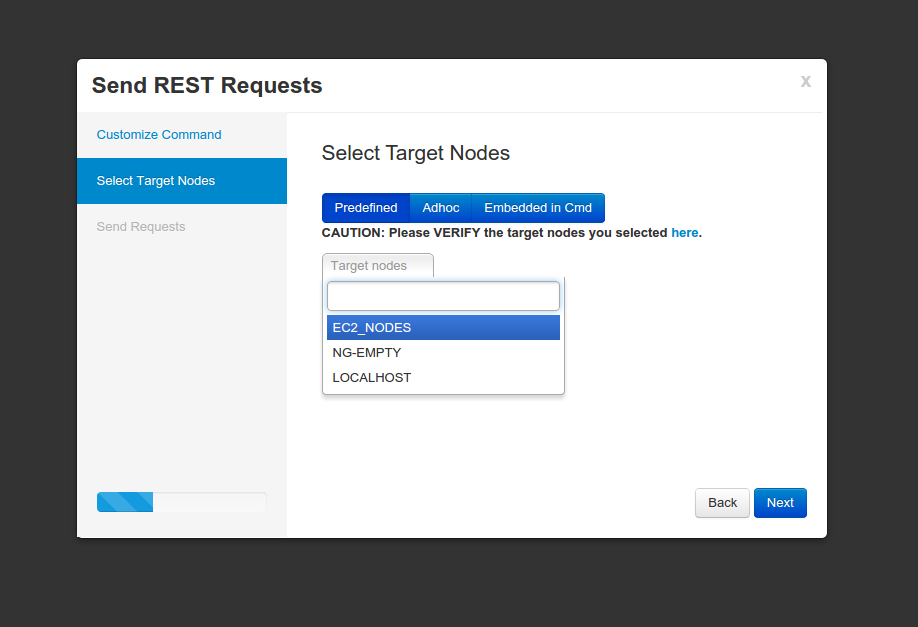 Send REST Requests
x
Customize Command
Select Target Nodes
Send Requests
Select Target Nodes
Predefined Adhoc Embedded in Cmd
CAUTION: Please VERIFY the target nodes you selected here.
Target nodes
EC2_NODES
NG-EMPTY
LOCALHOST
Back Next